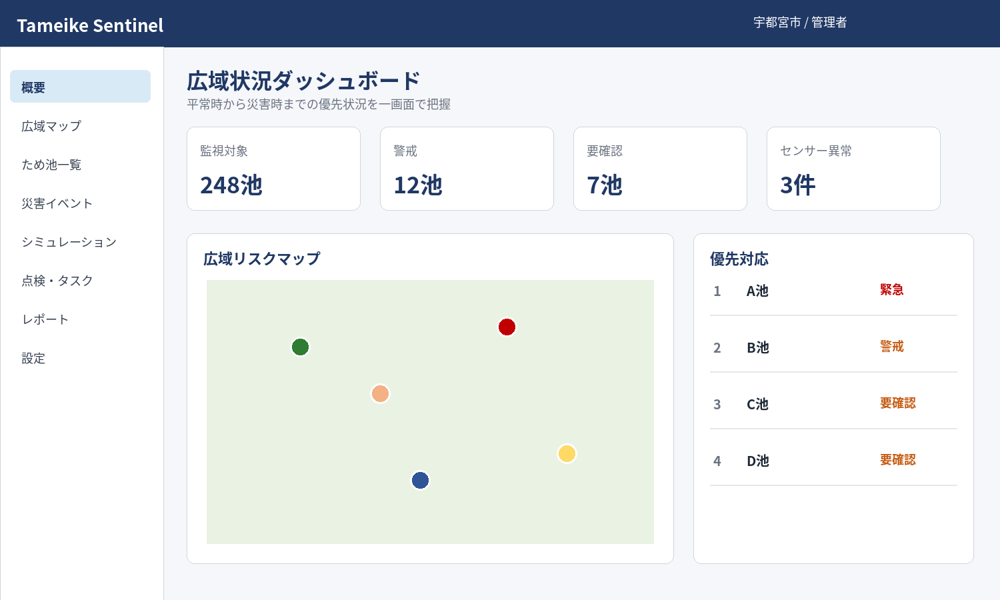 Tameike Sentinel
宇都宮市 / 管理者
概要
広域マップ
ため池一覧
災害イベント
シミュレーション
点検・タスク
レポート
設定
広域状況ダッシュボード
平常時から災害時までの優先状況を一画面で把握
監視対象
248池
警戒
12池
要確認
7池
センサー異常
3件
広域リスクマップ
優先対応
1 A池 緊急
2 B池 警戒
3 C池 要確認
4 D池 要確認